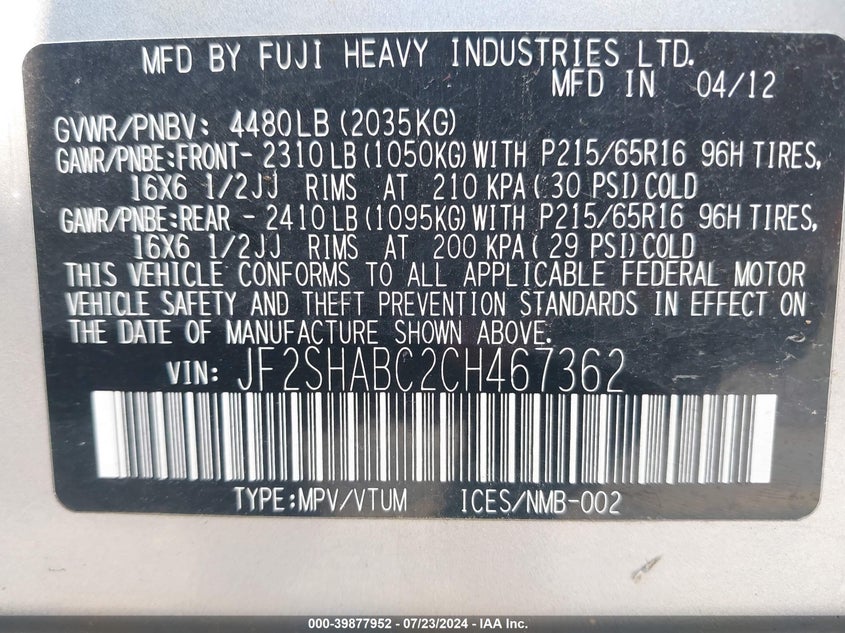 MFD BY FUJI HEAVY INDUSTRIES LTD.
MFD IN 04/12
GVWR/PNBV: 4480LB(2035KG)
GAWR/PNBE:FRONT- 2310LB(1050KG)WITH P215/65R16 96H TIRES,
16X6 1/2JJ RIMS AT 210KPA(.30 PSI)COLD
GAWR/PNBE:REAR - 2410LB(1095KG)WITH P215/65R16 96H TIRES,
16X6 1/2JJ RIMS AT 200KPA(29 PSI)COLD
THIS VEHICLE CONFORMS TO ALL APPLICABLE FEDERAL MOTOR
VEHICLE SAFETY AND THEFT PREVENTION STANDARDS IN EFFECT ON
THE DATE OF MANUFACTURE SHOWN ABOVE.
VIN: JF2SHABC2CH467362
TYPE:MPV/VTUM ICES/NMB-002
000-39877952 - 07/23/2024 - IAA Inc.